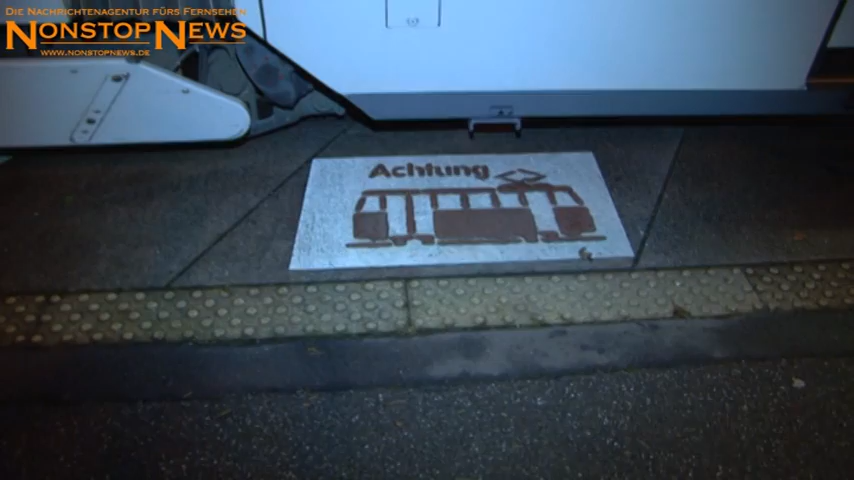 Die Nachrichtenagentur fürs Fernsehen
NonstopNews
www.nonstopnews.de
Achtung